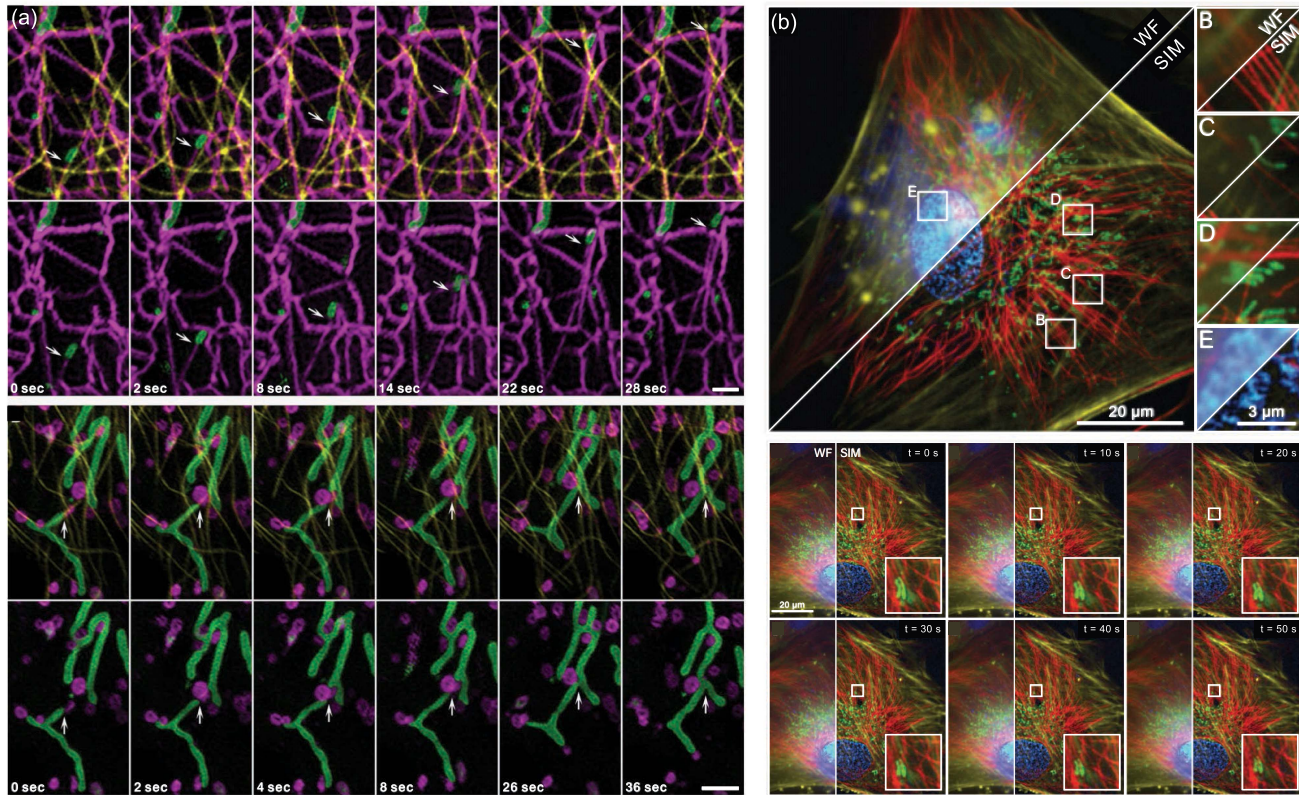 (a)
0 sec
2 sec
8 sec
14 sec
22 sec
28 sec
0 sec
2 sec
4 sec
8 sec
26 sec
36 sec
(b)
WF
SIM
E
D
C
B
20 µm
B
WF
SIM
C
D
E
3 µm
WF
SIM
t = 0 s
t = 10 s
t = 20 s
20 µm
t = 30 s
t = 40 s
t = 50 s